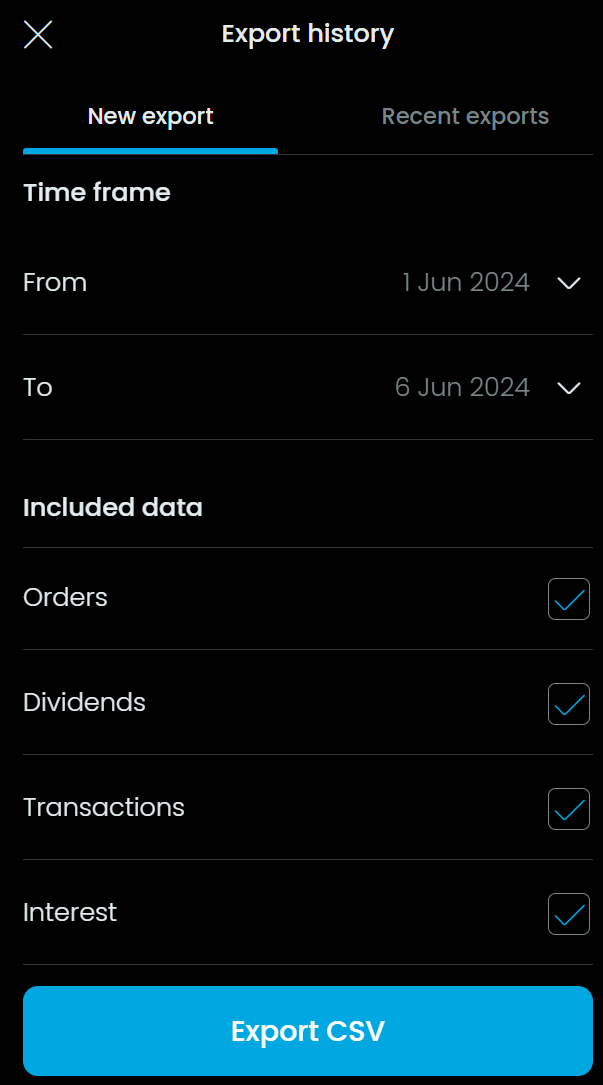 Export history
New export Recent exports
Time frame
From 1 Jun 2024
To 6 Jun 2024
Included data
Orders
Dividends
Transactions
Interest
Export CSV